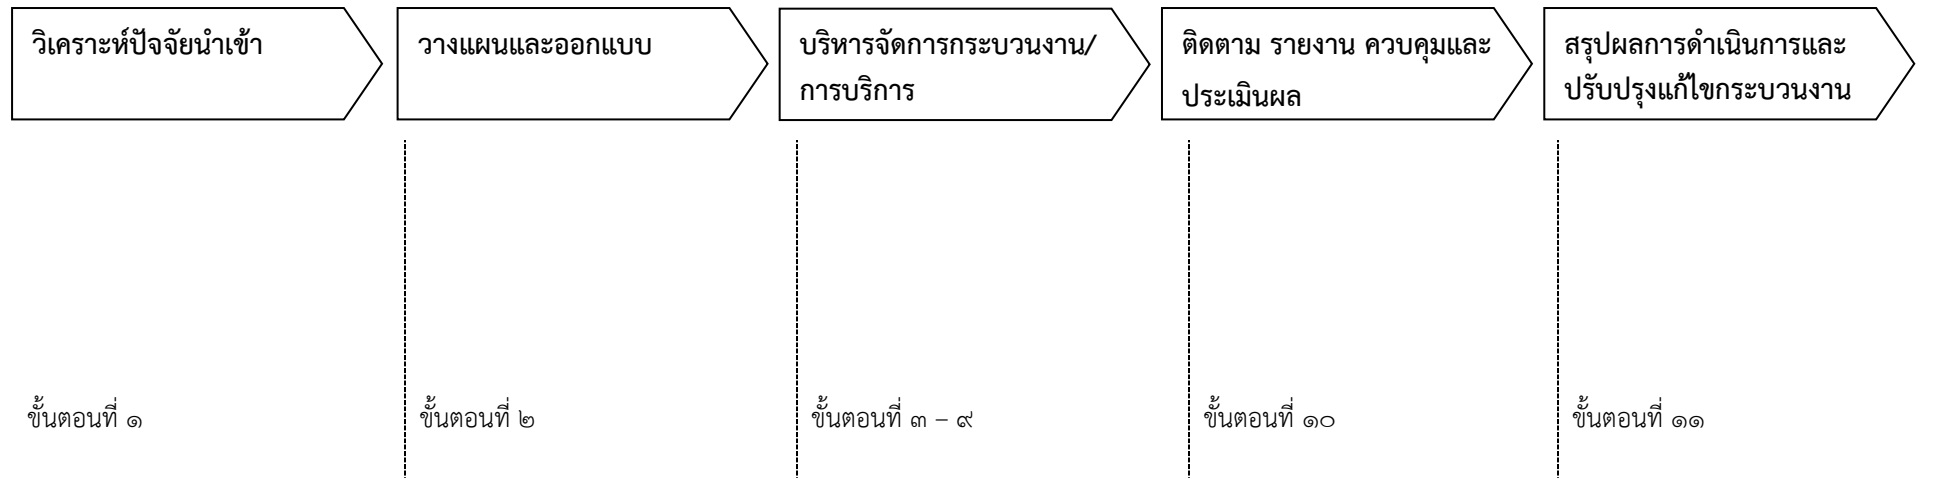 วิเคราะห์ปัจจัยนำเข้า
วางแผนและออกแบบ
บริหารจัดการกระบวนงาน/
การบริการ
ติดตาม รายงาน ควบคุมและ
ประเมินผล
สรุปผลการดำเนินการและ
ปรับปรุงแก้ไขกระบวนงาน
ขั้นตอนที่ ๑
ขั้นตอนที่ ๒
ขั้นตอนที่ ๓ – ๙
ขั้นตอนที่ ๑๐
ขั้นตอนที่ ๑๑